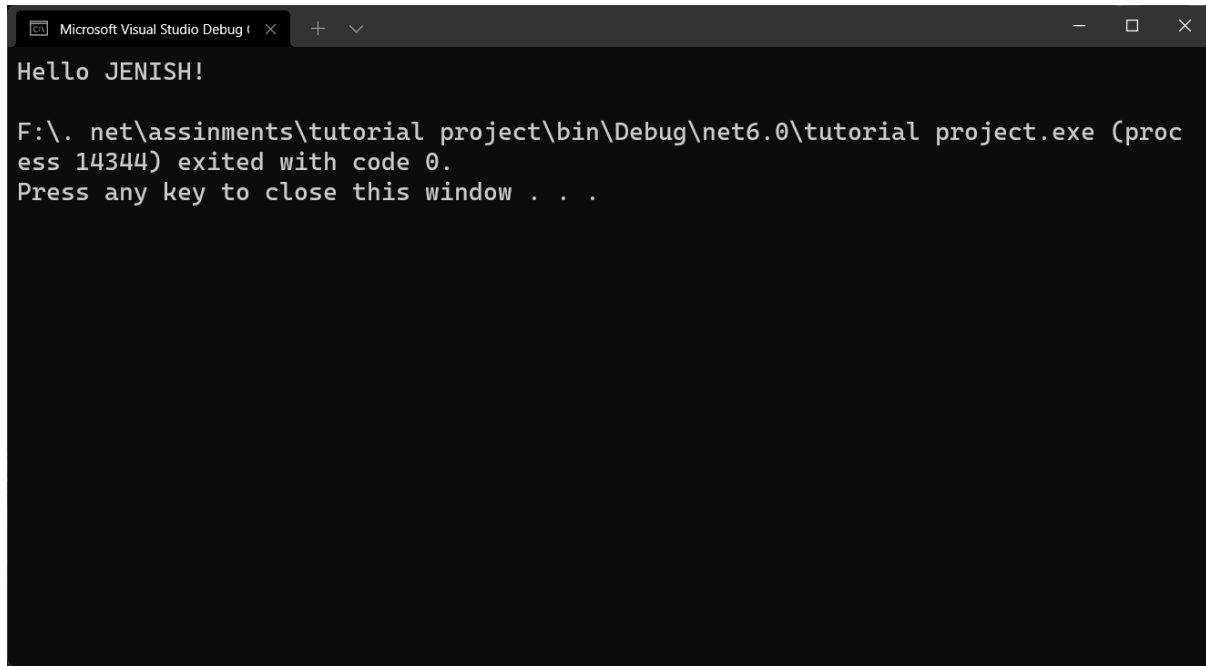 Microsoft Visual Studio Debug
Hello JENISH!
F:\. net\assinments\tutorial project\bin\Debug\net6.0\tutorial project.exe (proc
ess 14344) exited with code 0.
Press any key to close this window . . .